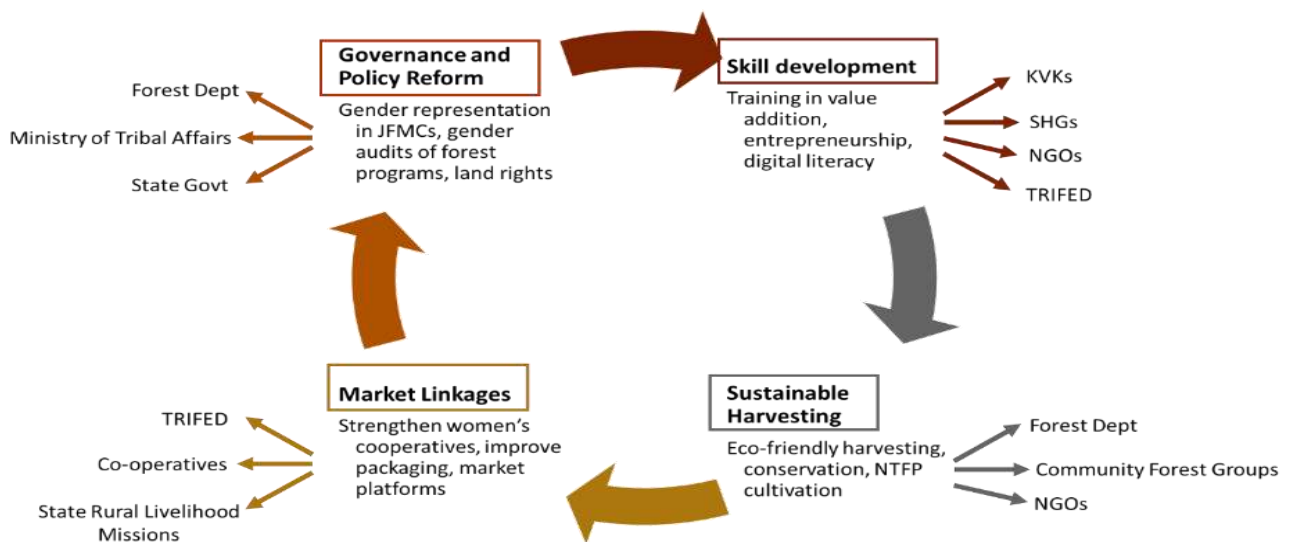 Governance and
Policy Reform
Gender representation
in JFMCs, gender
audits of forest
programs, land rights
Forest Dept
Ministry of Tribal Affairs
State Govt
Skill development
Training in value
addition,
entrepreneurship,
digital literacy
KVKs
SHGs
NGOs
TRIFED
Sustainable
Harvesting
Eco-friendly harvesting,
conservation, NTFP
cultivation
Forest Dept
Community Forest Groups
NGOs
Market Linkages
Strengthen women’s
cooperatives, improve
packaging, market
platforms
TRIFED
Co-operatives
State Rural Livelihood
Missions